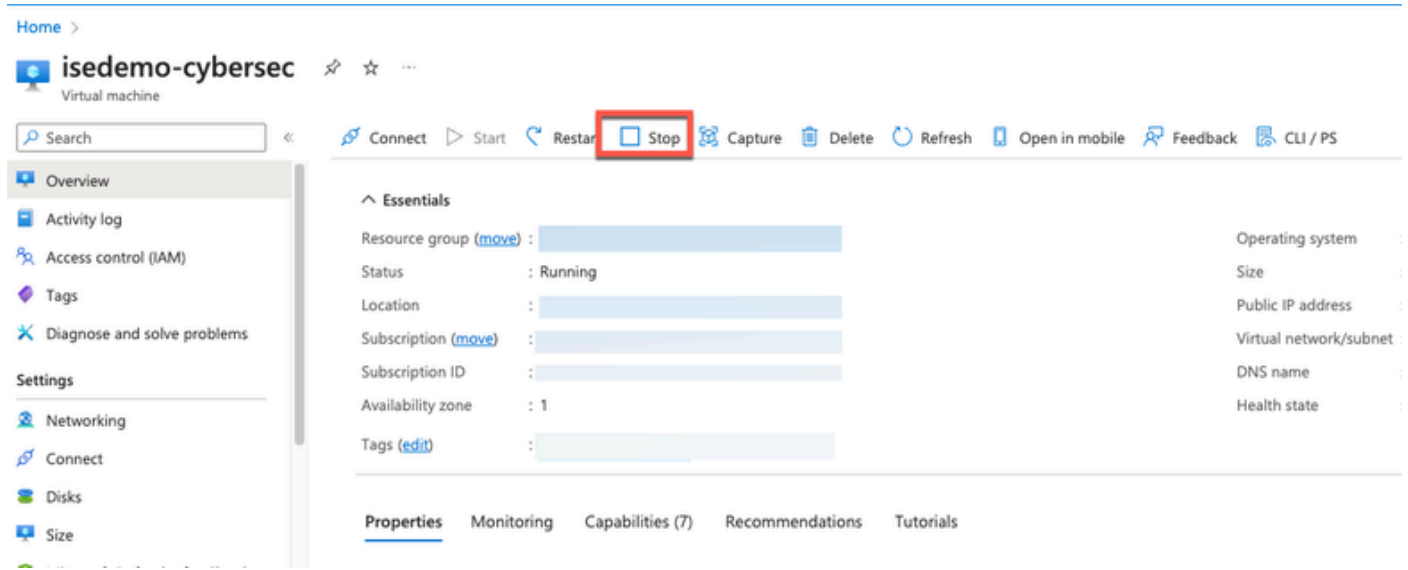 Home >
isedemo-cybersec
Virtual machine
Search
«
Connect Start Restar Stop Capture Delete Refresh Open in mobile Feedback CLI / PS
Overview
Activity log
Access control (IAM)
Tags
Diagnose and solve problems
Settings
Networking
Connect
Disks
Size
Essentials
Resource group (move) :
Status : Running
Location :
Subscription (move) :
Subscription ID :
Availability zone : 1
Tags (edit) :
Operating system :
Size :
Public IP address :
Virtual network/subnet :
DNS name :
Health state :
Properties Monitoring Capabilities (7) Recommendations Tutorials